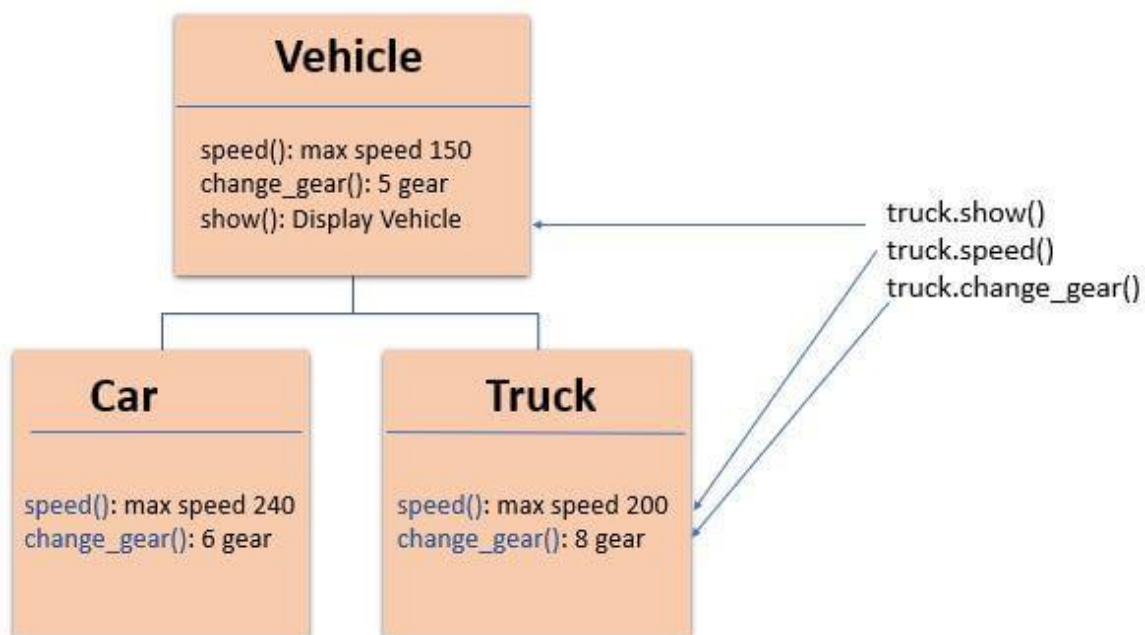 Vehicle
speed(): max speed 150
change_gear(): 5 gear
show(): Display Vehicle
truck.show()
truck.speed()
truck.change_gear()
Car
speed(): max speed 240
change_gear(): 6 gear
Truck
speed(): max speed 200
change_gear(): 8 gear